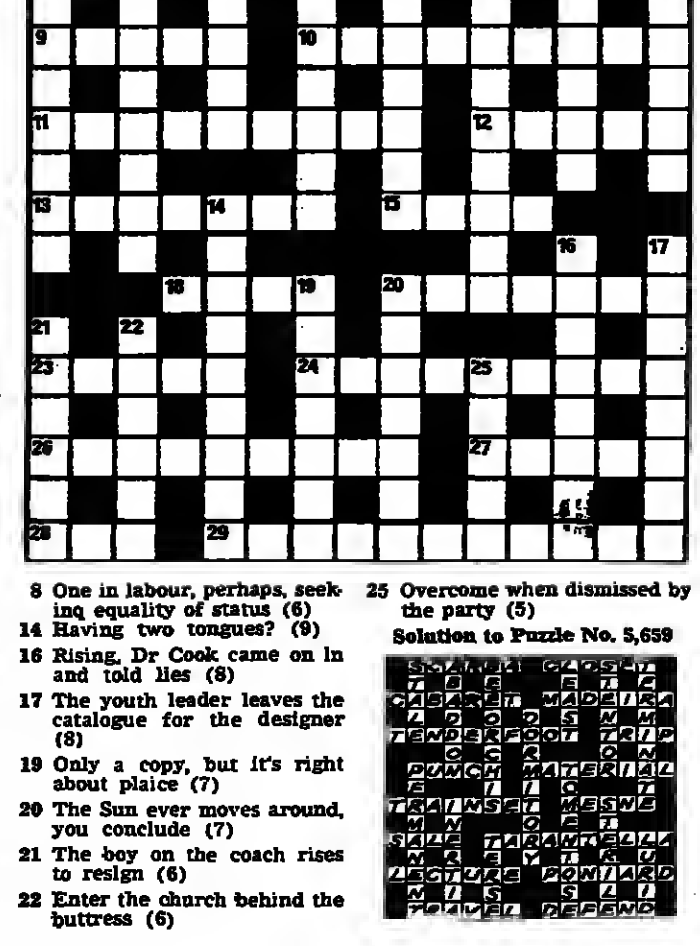 9 10
11 12
13 14 15
16 17
18 19 20
21 22
23 24 25
26 27
28 29
8 One in labour, perhaps, seek-
ing equality of status (6)
14 Having two tongues? (9)
16 Rising, Dr Cook came on in
and told lies (8)
17 The youth leader leaves the
catalogue for the designer
(8)
19 Only a copy, but it's right
about plaice (7)
20 The Sun ever moves around,
you conclude (7)
21 The boy on the coach rises
to resign (6)
22 Enter the church behind the
buttress (6)
25 Overcome when dismissed by
the party (5)
Solution to Puzzle No. 5,659
CLOSET
CABARET MADEIRA
TENDERFOOT TRIP
PUNCH MATERIAL
TRAINSET MESNE
SALE TARANTELLA
LECTURE PONIARD
TRAVEL DEFEND